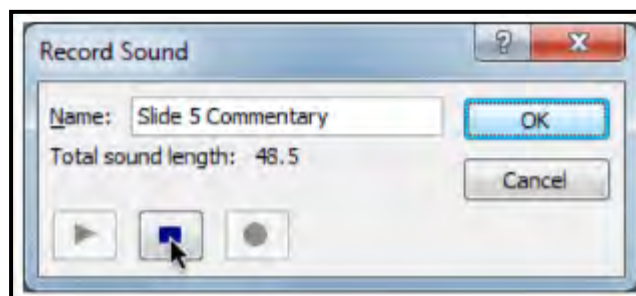 Record Sound
Name: Slide 5 Commentary
OK
Total sound length: 48.5
Cancel